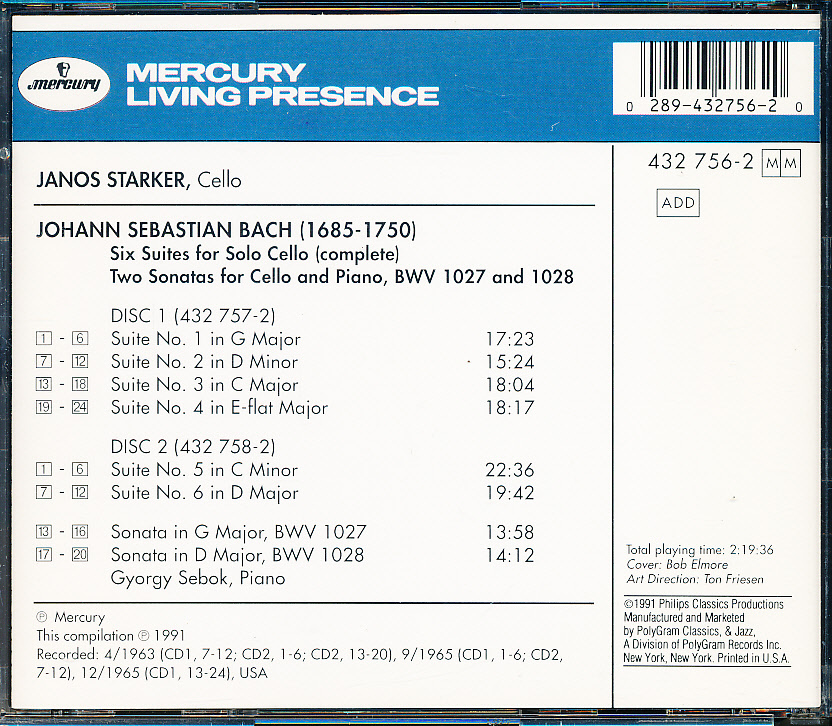 mercury
MERCURY
LIVING PRESENCE
0 289-432756-2 0
432 756-2 MM
ADD
JANOS STARKER, Cello
JOHANN SEBASTIAN BACH (1685-1750)
Six Suites for Solo Cello (complete)
Two Sonatas for Cello and Piano, BWV 1027 and 1028
DISC 1 (432 757-2)
1 - 6 Suite No. 1 in G Major 17:23
7 - 12 Suite No. 2 in D Minor 15:24
13 - 18 Suite No. 3 in C Major 18:04
19 - 24 Suite No. 4 in E-flat Major 18:17
DISC 2 (432 758-2)
1 - 6 Suite No. 5 in C Minor 22:36
7 - 12 Suite No. 6 in D Major 19:42
13 - 16 Sonata in G Major, BWV 1027 13:58
17 - 20 Sonata in D Major, BWV 1028 14:12
Gyorgy Sebok, Piano
℗ Mercury
This compilation ℗ 1991
Recorded: 4/1963 (CD1, 7-12; CD2, 1-6; CD2, 13-20), 9/1965 (CD1, 1-6; CD2,
7-12), 12/1965 (CD1, 13-24), USA
Total playing time: 2:19:36
Cover: Bob Elmore
Art Direction: Ton Friesen
©1991 Philips Classics Productions
Manufactured and Marketed
by PolyGram Classics, & Jazz,
A Division of PolyGram Records Inc.
New York, New York. Printed in U.S.A.